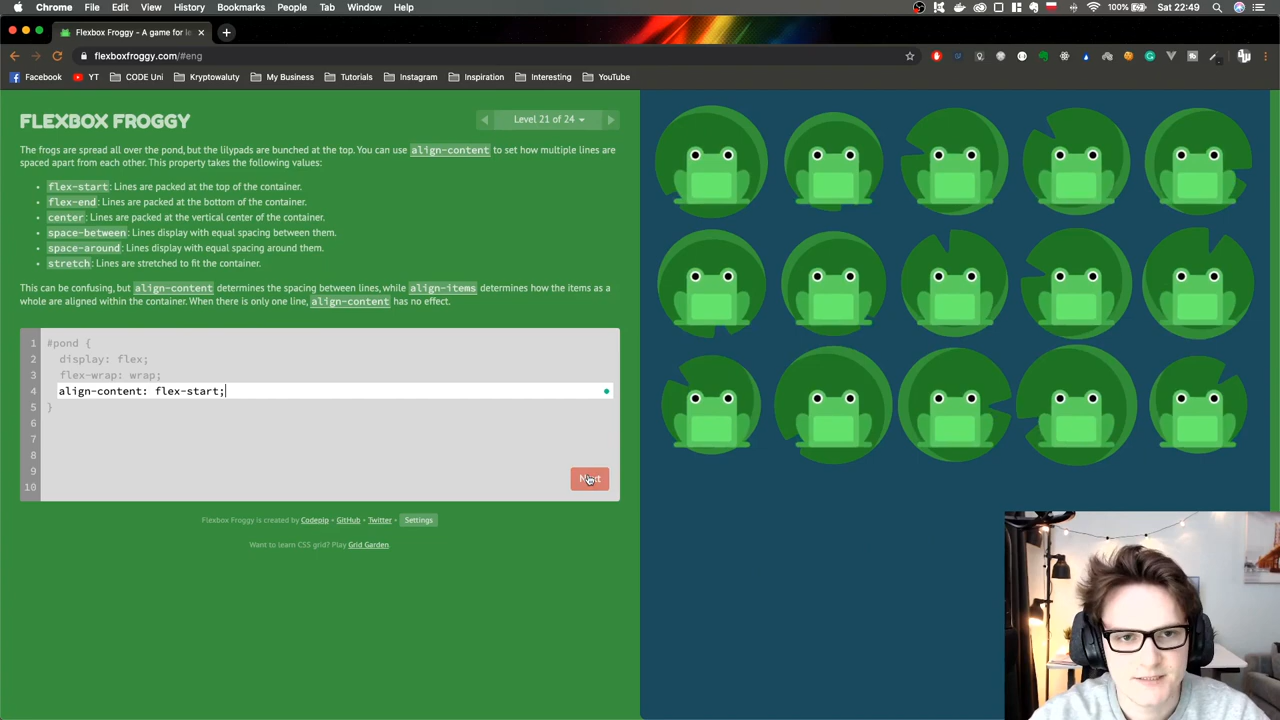 Chrome File Edit View History Bookmarks People Tab Window Help 100% Sat 22:49
Flexbox Froggy - A game for le
flexboxfroggy.com/#eng
Facebook YT CODE Uni Kryptowaluty My Business Tutorials Instagram Inspiration Interesting YouTube
FLEXBOX FROGGY
Level 21 of 24
The frogs are spread all over the pond, but the lilypads are bunched at the top. You can use align-content to set how multiple lines are
spaced apart from each other. This property takes the following values:
flex-start: Lines are packed at the top of the container.
flex-end: Lines are packed at the bottom of the container.
center: Lines are packed at the vertical center of the container.
space-between: Lines display with equal spacing between them.
space-around: Lines display with equal spacing around them.
stretch: Lines are stretched to fit the container.
This can be confusing, but align-content determines the spacing between lines, while align-items determines how the items as a
whole are aligned within the container. When there is only one line, align-content has no effect.
1 #pond {
2 display: flex;
3 flex-wrap: wrap;
4 align-content: flex-start;
5 }
6
7
8
9
10
Next
Flexbox Froggy is created by Codepip • GitHub • Twitter • Settings
Want to learn CSS grid? Play Grid Garden.